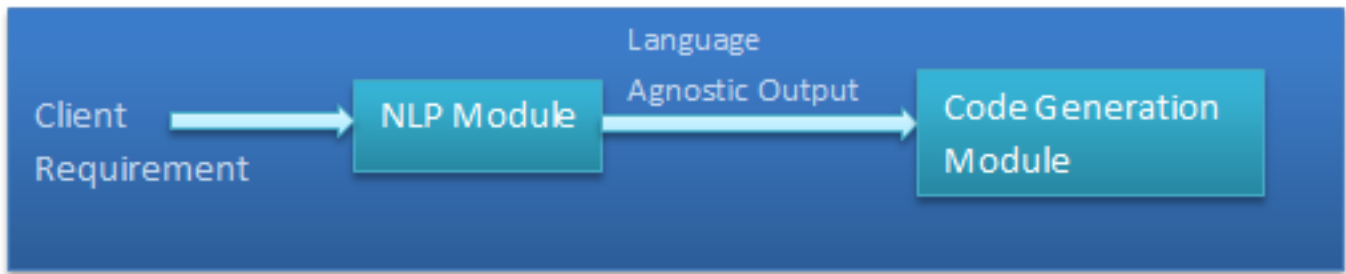 Client
Requirement
NLP Module
Language
Agnostic Output
Code Generation
Module